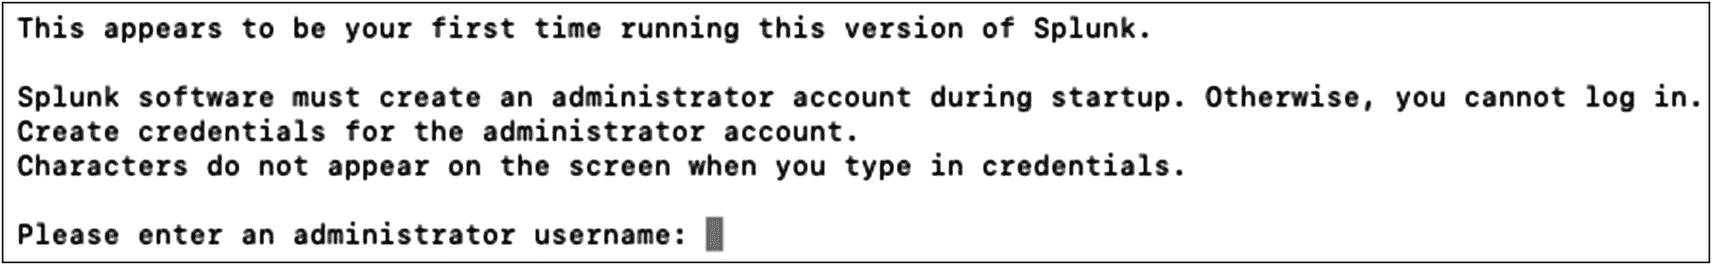 This appears to be your first time running this version of Splunk.
Splunk software must create an administrator account during startup. Otherwise, you cannot log in.
Create credentials for the administrator account.
Characters do not appear on the screen when you type in credentials.
Please enter an administrator username: